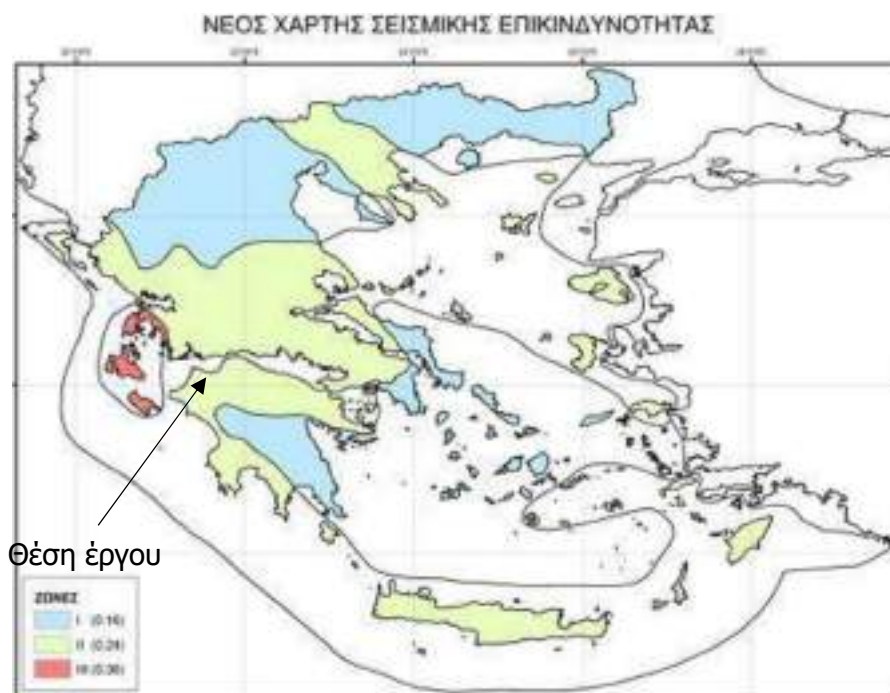 ΝΕΟΣ ΧΑΡΤΗΣ ΣΕΙΣΜΙΚΗΣ ΕΠΙΚΙΝΔΥΝΟΤΗΤΑΣ
Θέση έργου
ΖΩΝΕΣ
I (0.16)
II (0.24)
III (0.36)